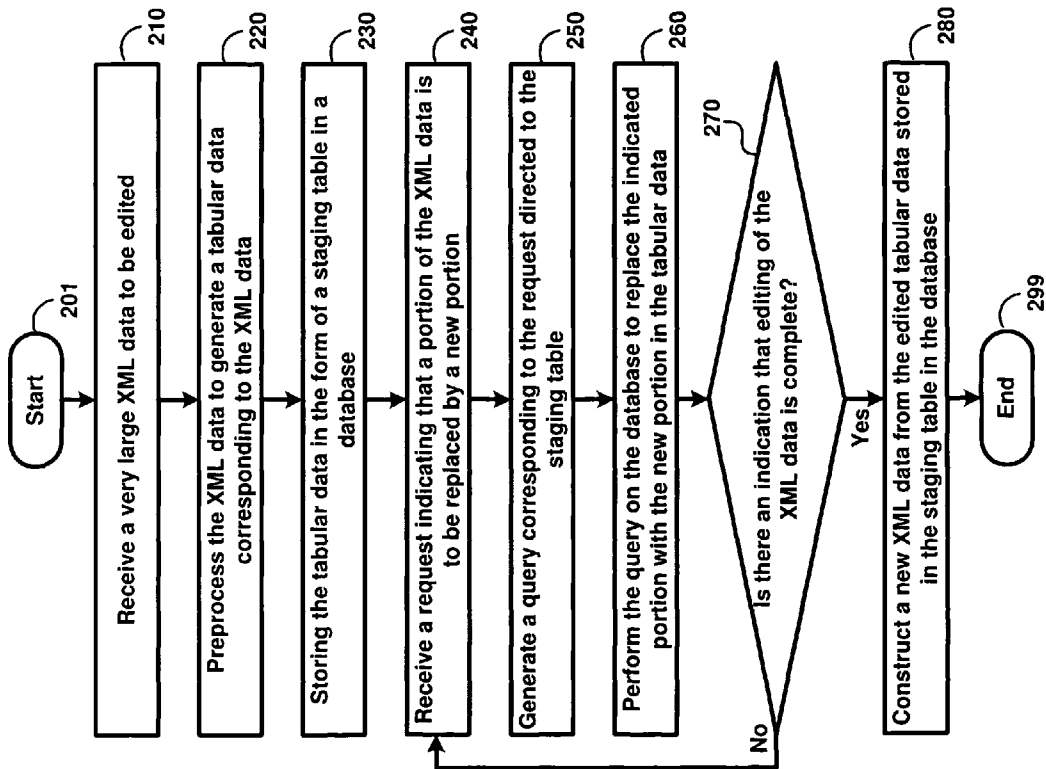 Start
201
Receive a very large XML data to be edited
210
Preprocess the XML data to generate a tabular data
corresponding to the XML data
220
Storing the tabular data in the form of a staging table in a
database
230
Receive a request indicating that a portion of the XML data is
to be replaced by a new portion
240
Generate a query corresponding to the request directed to the
staging table
250
Perform the query on the database to replace the indicated
portion with the new portion in the tabular data
260
Is there an indication that editing of the
XML data is complete?
270
No
Yes
Construct a new XML data from the edited tabular data stored
in the staging table in the database
280
End
299